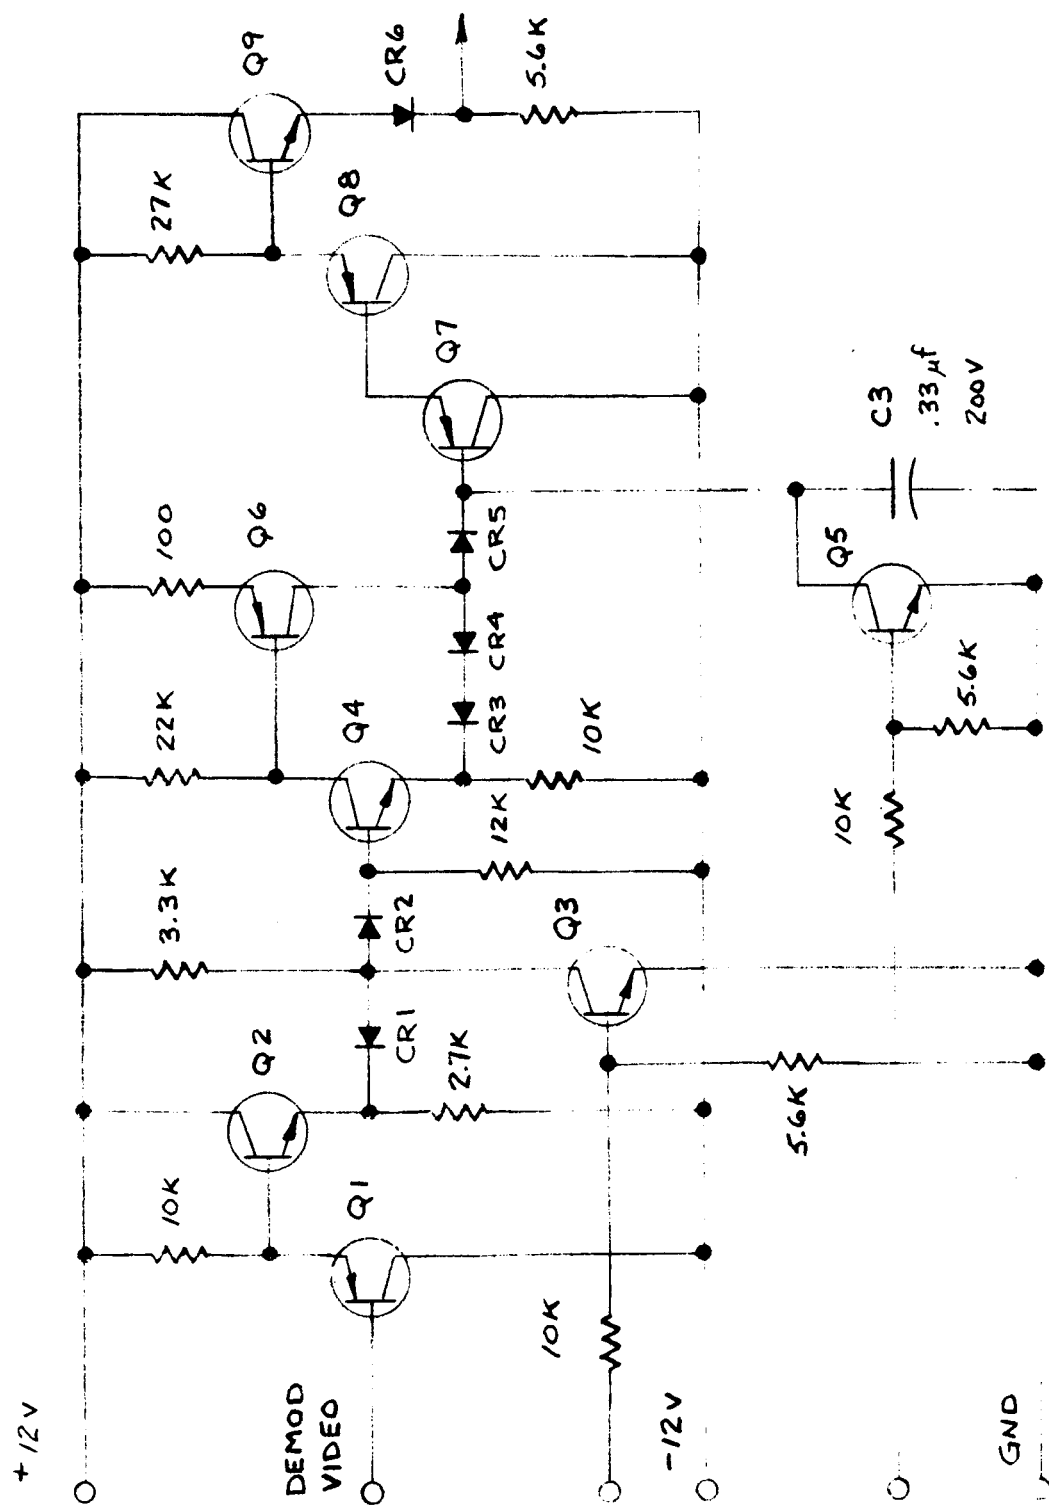 +12V
DEMOD
VIDEO
-12V
GND
10K
Q1
10K
Q2
2.7K
CR1
5.6K
3.3K
CR2
Q3
12K
22K
Q4
10K
CR3
CR4
CR5
10K
5.6K
100
Q6
Q5
Q7
C3
.33µf
200V
27K
Q8
Q9
CR6
5.6K